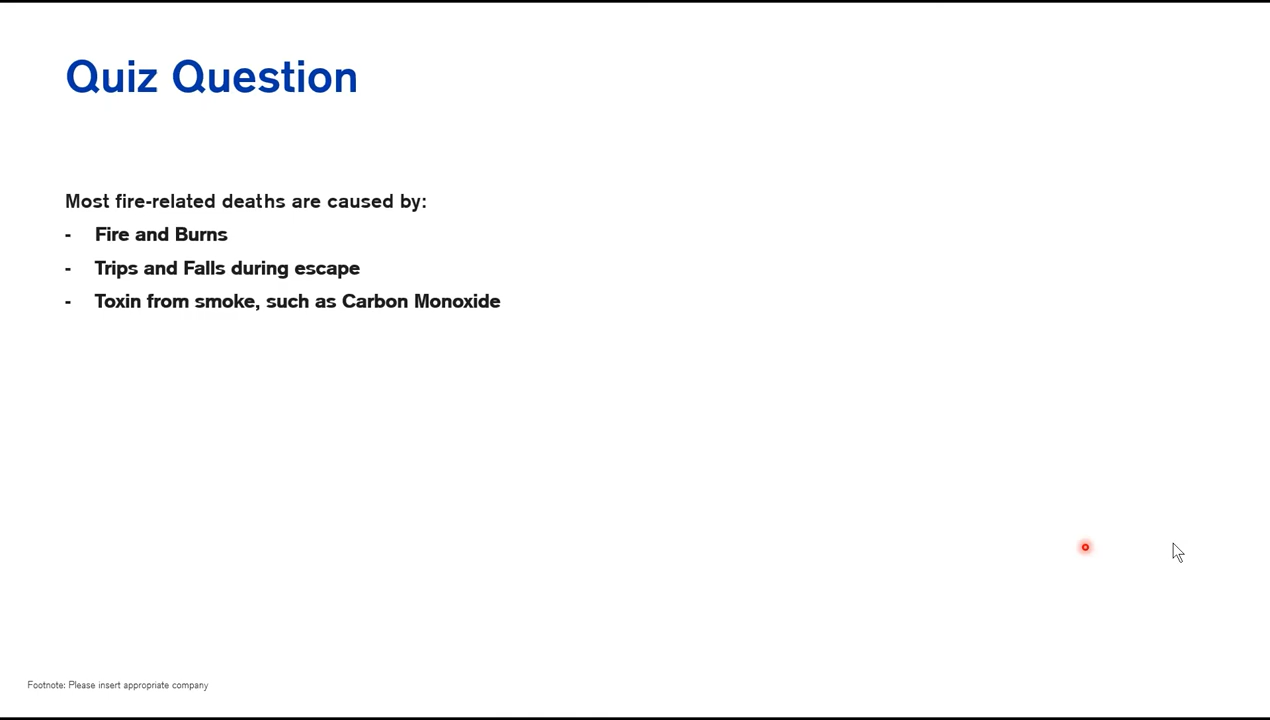 Quiz Question
Most fire-related deaths are caused by:
- Fire and Burns
- Trips and Falls during escape
- Toxin from smoke, such as Carbon Monoxide
Footnote: Please insert appropriate company